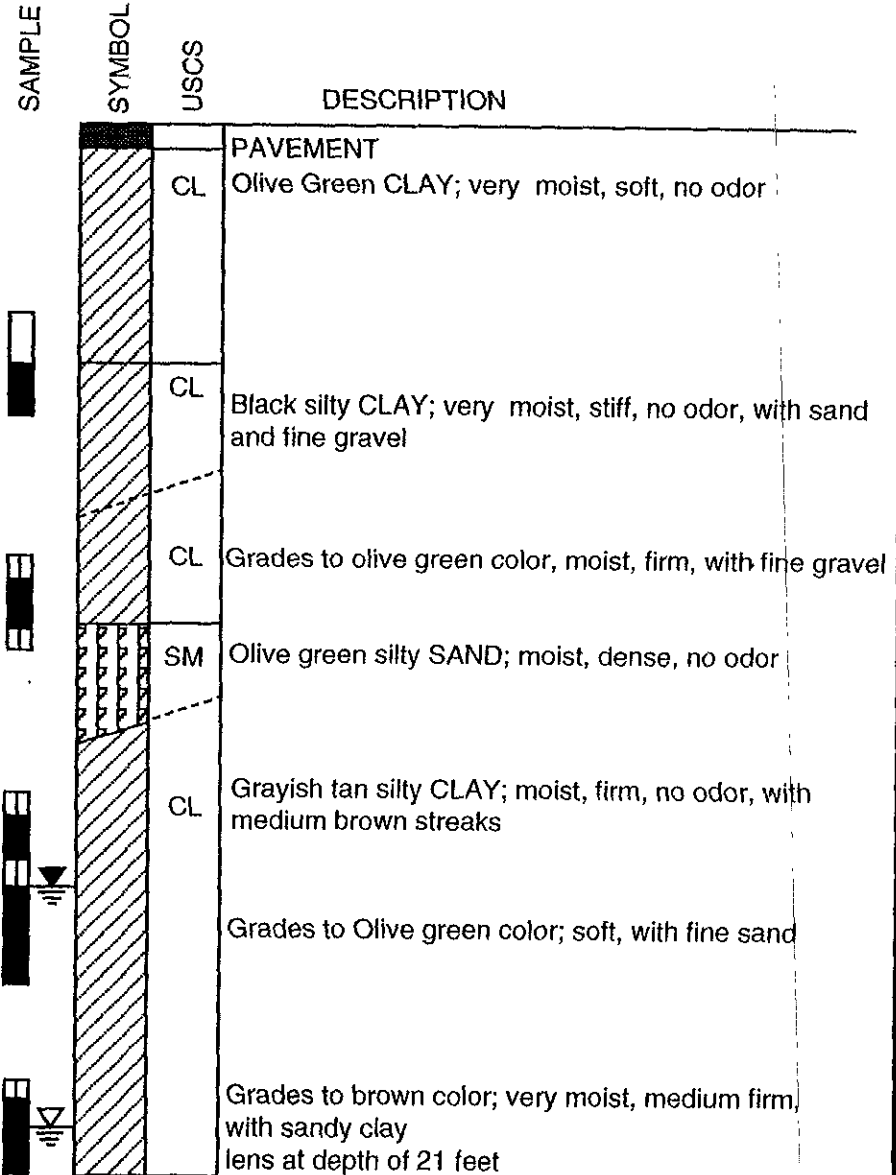 SAMPLE
SYMBOL
USCS
DESCRIPTION
PAVEMENT
CL Olive Green CLAY; very moist, soft, no odor
CL
Black silty CLAY; very moist, stiff, no odor, with sand
and fine gravel
CL Grades to olive green color, moist, firm, with fine gravel
SM Olive green silty SAND; moist, dense, no odor
CL Grayish tan silty CLAY; moist, firm, no odor, with
medium brown streaks
Grades to Olive green color; soft, with fine sand
Grades to brown color; very moist, medium firm,
with sandy clay
lens at depth of 21 feet